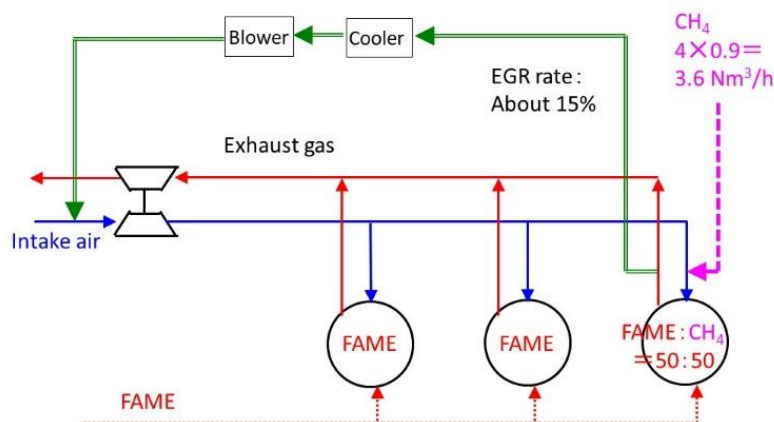 Blower
Cooler
CH₄
4×0.9=
3.6 Nm³/h
EGR rate:
About 15%
Exhaust gas
Intake air
FAME
FAME
FAME:CH₄
=50:50
FAME